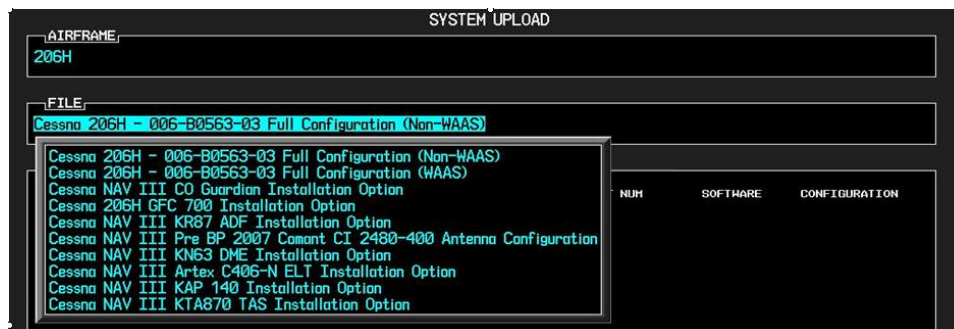 SYSTEM UPLOAD
AIRFRAME
206H
FILE
Cessna 206H - 006-B0563-03 Full Configuration (Non-WAAS)
Cessna 206H - 006-B0563-03 Full Configuration (Non-WAAS)
Cessna 206H - 006-B0563-03 Full Configuration (WAAS)
Cessna NAV III CO Guardian Installation Option
Cessna 206H GFC 700 Installation Option
Cessna NAV III KR87 ADF Installation Option
Cessna NAV III Pre BP 2007 Comant CI 2480-400 Antenna Configuration
Cessna NAV III KN63 DME Installation Option
Cessna NAV III Artex C406-N ELT Installation Option
Cessna NAV III KAP 140 Installation Option
Cessna NAV III KTA870 TAS Installation Option
NUM SOFTWARE CONFIGURATION